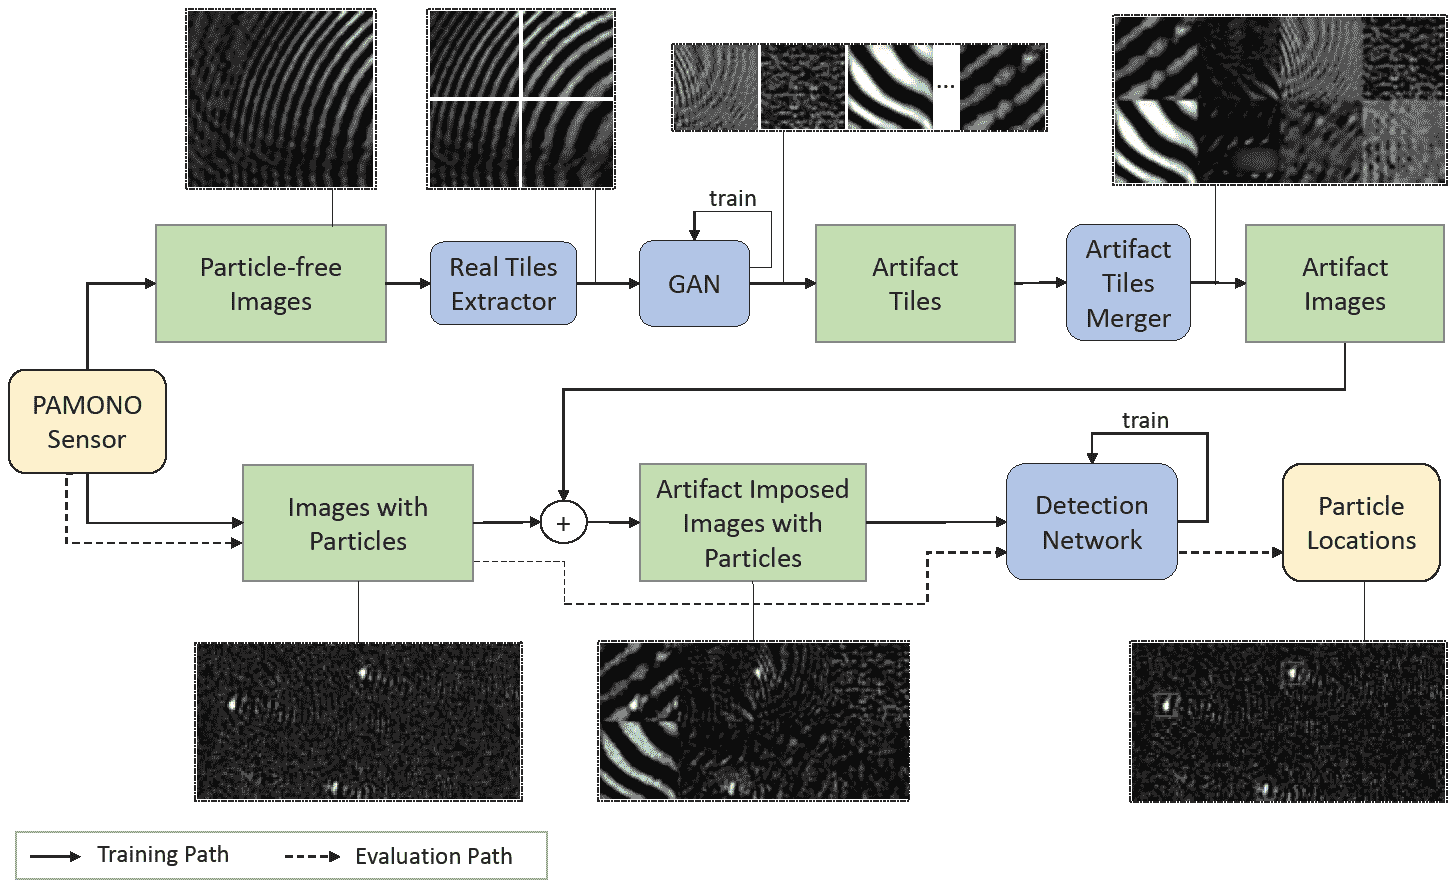 ...
train
Particle-free
Images
Real Tiles
Extractor
GAN
Artifact
Tiles
Artifact
Tiles
Merger
Artifact
Images
PAMONO
Sensor
train
Images with
Particles
+
Artifact Imposed
Images with
Particles
Detection
Network
Particle
Locations
Training Path
Evaluation Path